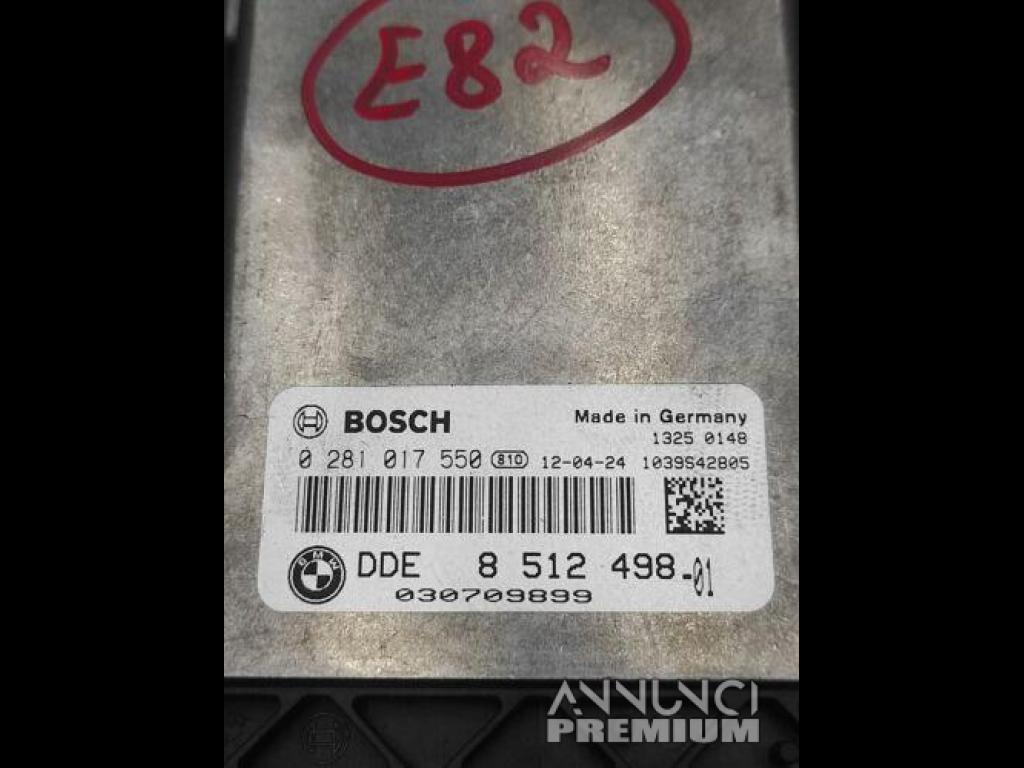 E82
BOSCH
Made in Germany
1325 0148
0 281 017 550 810 12-04-24 1039S42805
BMW DDE 8 512 498-01
030709899
ANNUNCI
PREMIUM